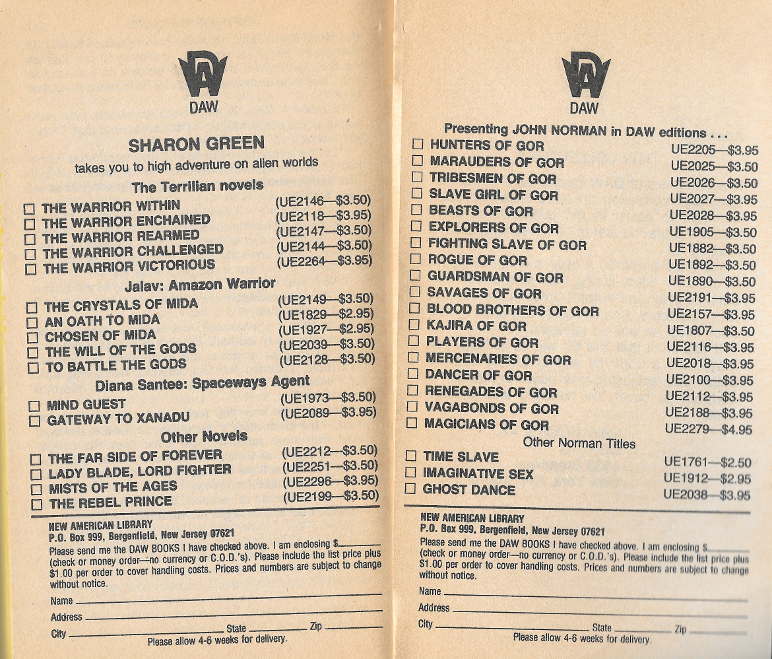 DAW
DAW
SHARON GREEN
takes you to high adventure on alien worlds
The Terrilian novels
☐ THE WARRIOR WITHIN (UE2146—$3.50)
☐ THE WARRIOR ENCHAINED (UE2118—$3.95)
☐ THE WARRIOR REARMED (UE2147—$3.50)
☐ THE WARRIOR CHALLENGED (UE2144—$3.50)
☐ THE WARRIOR VICTORIOUS (UE2264—$3.95)
Jalav: Amazon Warrior
☐ THE CRYSTALS OF MIDA (UE2149—$3.50)
☐ AN OATH TO MIDA (UE1829—$2.95)
☐ CHOSEN OF MIDA (UE1927—$2.95)
☐ THE WILL OF THE GODS (UE2039—$3.50)
☐ TO BATTLE THE GODS (UE2128—$3.50)
Diana Santee: Spaceways Agent
☐ MIND GUEST (UE1973—$3.50)
☐ GATEWAY TO XANADU (UE2089—$3.95)
Other Novels
☐ THE FAR SIDE OF FOREVER (UE2212—$3.50)
☐ LADY BLADE, LORD FIGHTER (UE2251—$3.50)
☐ MISTS OF THE AGES (UE2296—$3.95)
☐ THE REBEL PRINCE (UE2199—$3.50)
NEW AMERICAN LIBRARY
P.O. Box 999, Bergenfield, New Jersey 07621
Please send me the DAW BOOKS I have checked above. I am enclosing $______
(check or money order—no currency or C.O.D.'s). Please include the list price plus
$1.00 per order to cover handling costs. Prices and numbers are subject to change
without notice.
Name
Address
City State Zip
Please allow 4-6 weeks for delivery.
DAW
DAW
Presenting JOHN NORMAN in DAW editions . . .
☐ HUNTERS OF GOR UE2205—$3.95
☐ MARAUDERS OF GOR UE2025—$3.50
☐ TRIBESMEN OF GOR UE2026—$3.50
☐ SLAVE GIRL OF GOR UE2027—$3.95
☐ BEASTS OF GOR UE2028—$3.95
☐ EXPLORERS OF GOR UE1905—$3.50
☐ FIGHTING SLAVE OF GOR UE1882—$3.50
☐ ROGUE OF GOR UE1892—$3.50
☐ GUARDSMAN OF GOR UE1890—$3.50
☐ SAVAGES OF GOR UE2191—$3.95
☐ BLOOD BROTHERS OF GOR UE2157—$3.95
☐ KAJIRA OF GOR UE1807—$3.50
☐ PLAYERS OF GOR UE2116—$3.95
☐ MERCENARIES OF GOR UE2018—$3.95
☐ DANCER OF GOR UE2100—$3.95
☐ RENEGADES OF GOR UE2112—$3.95
☐ VAGABONDS OF GOR UE2188—$3.95
☐ MAGICIANS OF GOR UE2279—$4.95
Other Norman Titles
☐ TIME SLAVE UE1761—$2.50
☐ IMAGINATIVE SEX UE1912—$2.95
☐ GHOST DANCE UE2038—$3.95
NEW AMERICAN LIBRARY
P.O. Box 999, Bergenfield, New Jersey 07621
Please send me the DAW BOOKS I have checked above. I am enclosing $______
(check or money order—no currency or C.O.D.'s). Please include the list price plus
$1.00 per order to cover handling costs. Prices and numbers are subject to change
without notice.
Name
Address
City State Zip
Please allow 4-6 weeks for delivery.